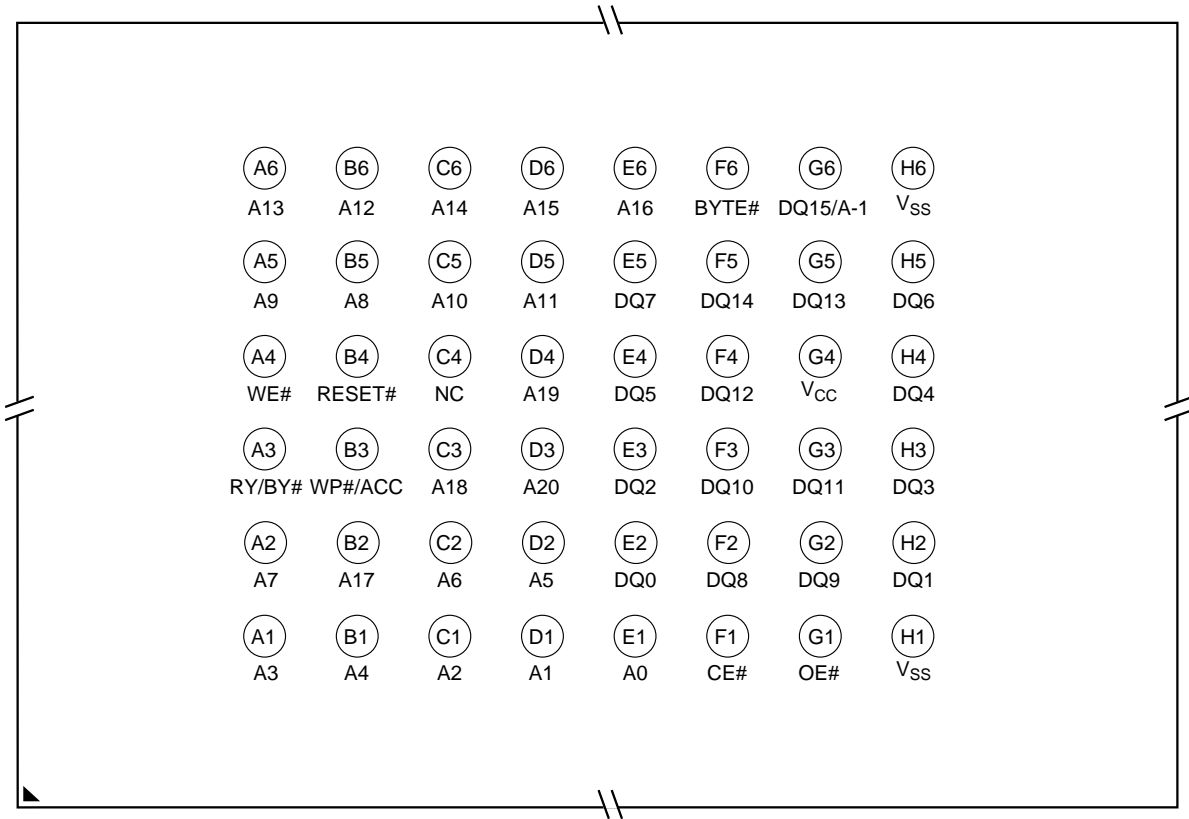 A6 B6 C6 D6 E6 F6 G6 H6
A13 A12 A14 A15 A16 BYTE# DQ15/A-1 VSS
A5 B5 C5 D5 E5 F5 G5 H5
A9 A8 A10 A11 DQ7 DQ14 DQ13 DQ6
A4 B4 C4 D4 E4 F4 G4 H4
WE# RESET# NC A19 DQ5 DQ12 VCC DQ4
A3 B3 C3 D3 E3 F3 G3 H3
RY/BY# WP#/ACC A18 A20 DQ2 DQ10 DQ11 DQ3
A2 B2 C2 D2 E2 F2 G2 H2
A7 A17 A6 A5 DQ0 DQ8 DQ9 DQ1
A1 B1 C1 D1 E1 F1 G1 H1
A3 A4 A2 A1 A0 CE# OE# VSS